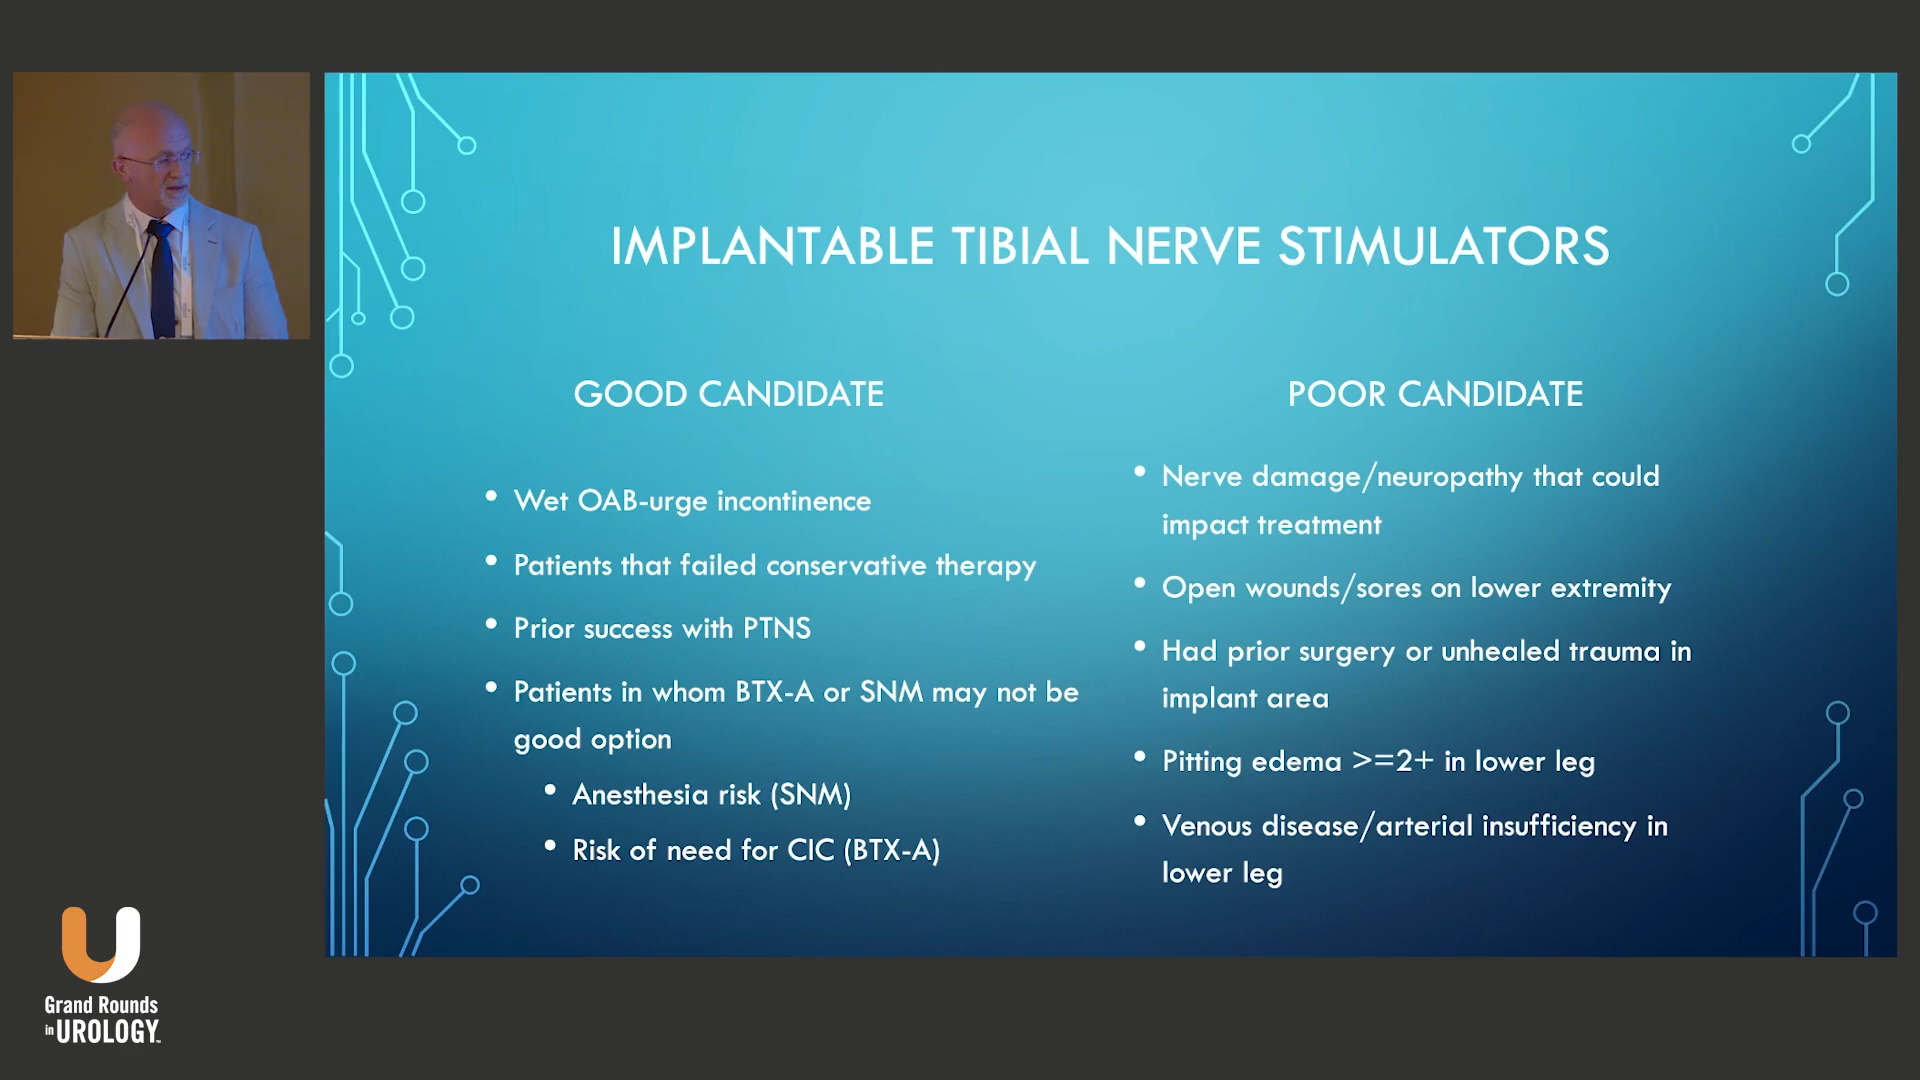 IMPLANTABLE TIBIAL NERVE STIMULATORS
GOOD CANDIDATE
• Wet OAB-urge incontinence
• Patients that failed conservative therapy
• Prior success with PTNS
• Patients in whom BTX-A or SNM may not be
good option
• Anesthesia risk (SNM)
• Risk of need for CIC (BTX-A)
POOR CANDIDATE
• Nerve damage/neuropathy that could
impact treatment
• Open wounds/sores on lower extremity
• Had prior surgery or unhealed trauma in
implant area
• Pitting edema >=2+ in lower leg
• Venous disease/arterial insufficiency in
lower leg
Grand Rounds
in UROLOGY™